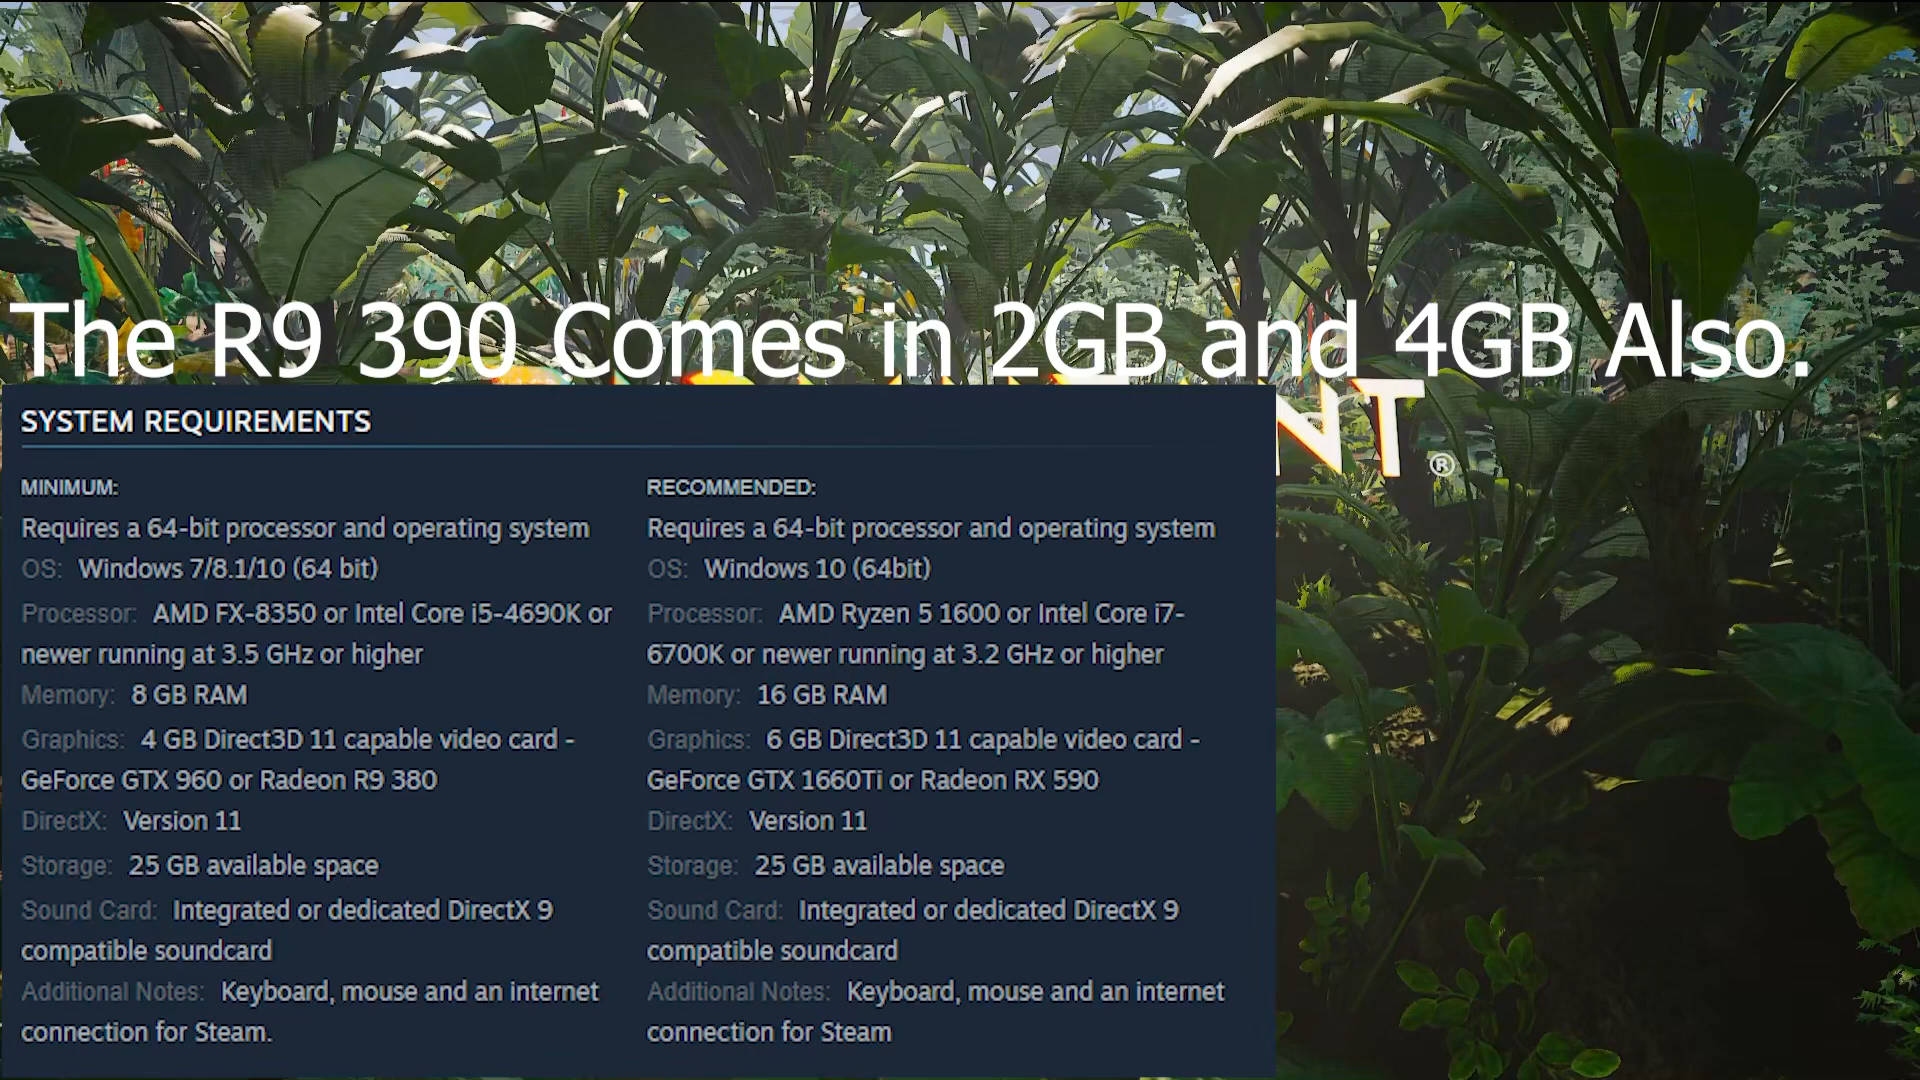 The R9 390 Comes in 2GB and 4GB Also.
NT®
SYSTEM REQUIREMENTS
MINIMUM:
Requires a 64-bit processor and operating system
OS: Windows 7/8.1/10 (64 bit)
Processor: AMD FX-8350 or Intel Core i5-4690K or
newer running at 3.5 GHz or higher
Memory: 8 GB RAM
Graphics: 4 GB Direct3D 11 capable video card -
GeForce GTX 960 or Radeon R9 380
DirectX: Version 11
Storage: 25 GB available space
Sound Card: Integrated or dedicated DirectX 9
compatible soundcard
Additional Notes: Keyboard, mouse and an internet
connection for Steam.
RECOMMENDED:
Requires a 64-bit processor and operating system
OS: Windows 10 (64bit)
Processor: AMD Ryzen 5 1600 or Intel Core i7-
6700K or newer running at 3.2 GHz or higher
Memory: 16 GB RAM
Graphics: 6 GB Direct3D 11 capable video card -
GeForce GTX 1660Ti or Radeon RX 590
DirectX: Version 11
Storage: 25 GB available space
Sound Card: Integrated or dedicated DirectX 9
compatible soundcard
Additional Notes: Keyboard, mouse and an internet
connection for Steam